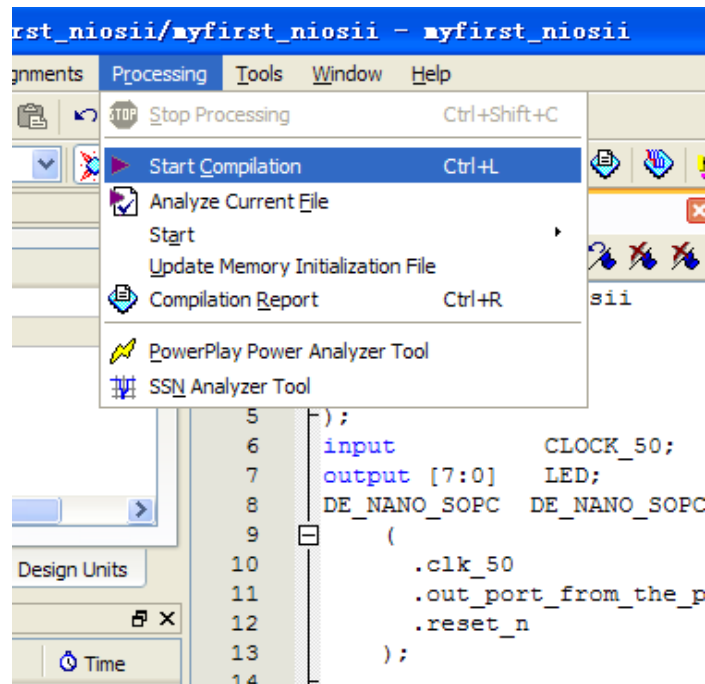 rst_niosii/myfirst_niosii - myfirst_niosii
gnments Processing Tools Window Help
STOP Stop Processing Ctrl+Shift+C
Start Compilation Ctrl+L
Analyze Current File
Start
Update Memory Initialization File
Compilation Report Ctrl+R
sii
PowerPlay Power Analyzer Tool
SSN Analyzer Tool
5 );
6 input CLOCK_50;
7 output [7:0] LED;
8 DE_NANO_SOPC DE_NANO_SOPC
9 (
Design Units
10 .clk_50
11 .out_port_from_the_p
12 .reset_n
Time
13 );
14